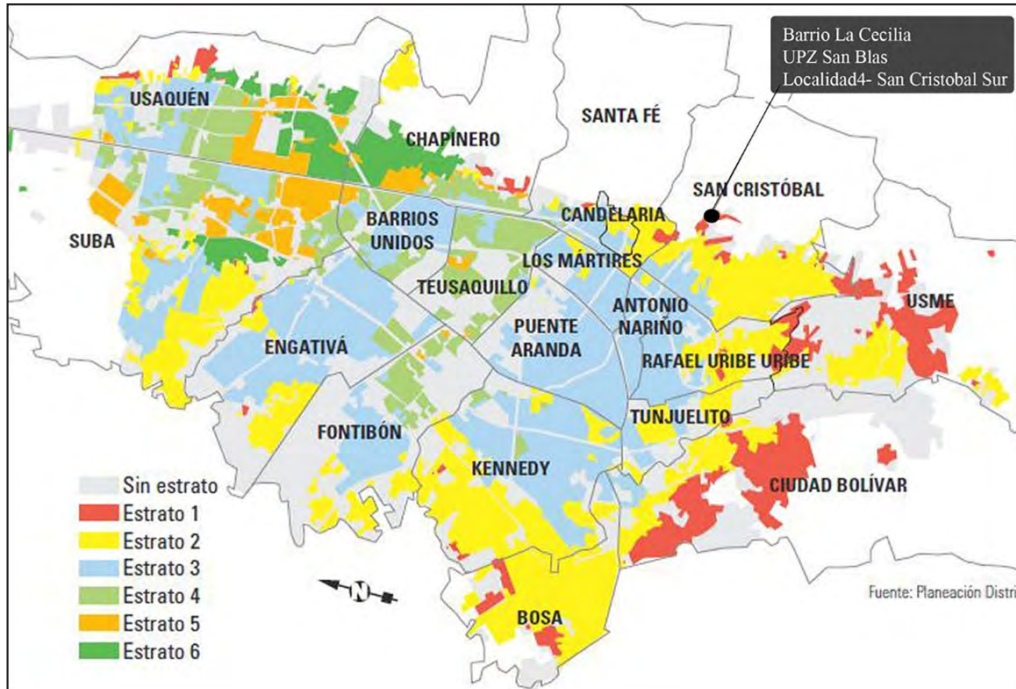 Barrio La Cecilia
UPZ San Blas
Localidad4- San Cristobal Sur
USAQUÉN
SANTA FÉ
CHAPINERO
SAN CRISTÓBAL
CANDELARIA
BARRIOS
UNIDOS
SUBA
LOS MÁRTIRES
TEUSAQUILLO
USME
ANTONIO
NARIÑO
PUENTE
ARANDA
ENGATIVÁ
RAFAEL URIBE URIBE
TUNJUELITO
FONTIBÓN
KENNEDY
CIUDAD BOLÍVAR
Sin estrato
Estrato 1
Estrato 2
Estrato 3
Estrato 4
Estrato 5
Estrato 6
N
BOSA
Fuente: Planeación Distri